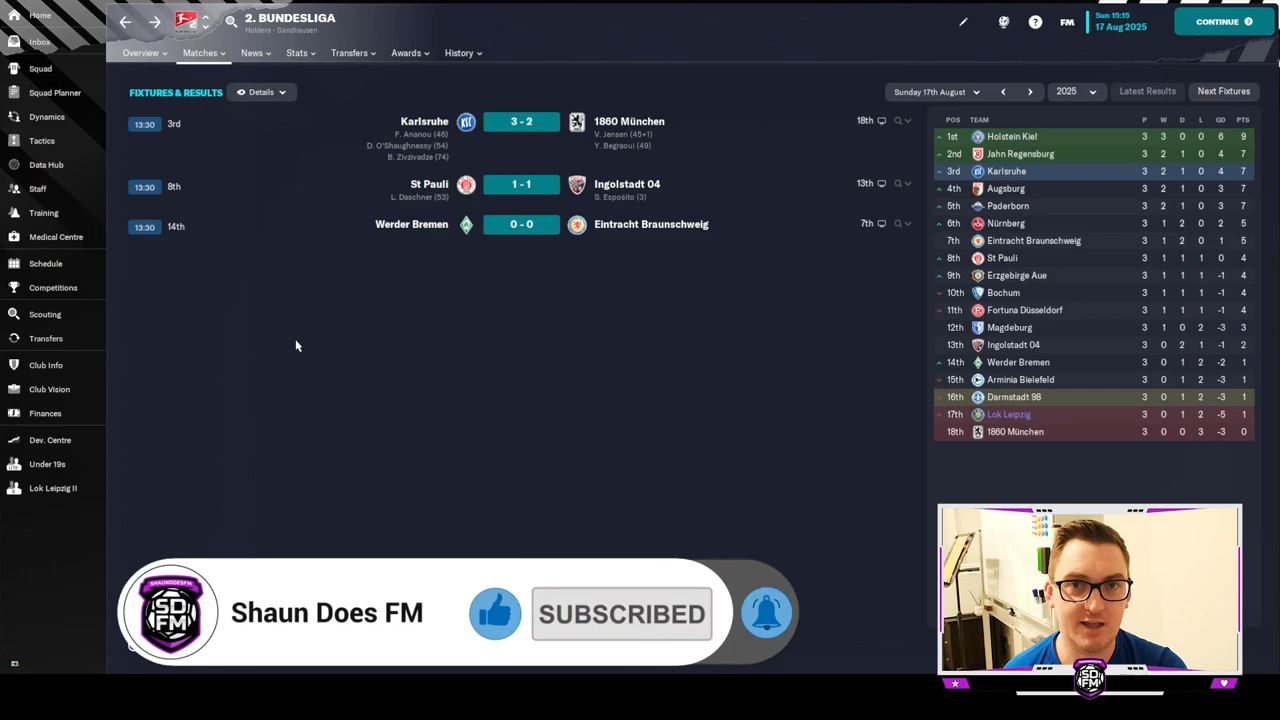 Home
Inbox
Squad
Squad Planner
Dynamics
Tactics
Data Hub
Staff
Training
Medical Centre
Schedule
Competitions
Scouting
Transfers
Club Info
Club Vision
Finances
Dev. Centre
Under 19s
Lok Leipzig II
2. BUNDESLIGA
Holders - Sandhausen
FM
Sun 15:15
17 Aug 2025
CONTINUE
Overview Matches News Stats Transfers Awards History
FIXTURES & RESULTS Details
Sunday 17th August 2025 Latest Results Next Fixtures
13:30 3rd Karlsruhe 3 - 2 1860 München 18th
F. Ananou (46) V. Jensen (45+1)
D. O'Shaughnessy (54) Y. Begraoui (49)
B. Zivzivadze (74)
13:30 8th St Pauli 1 - 1 Ingolstadt 04 13th
L. Daschner (53) S. Esposito (3)
13:30 14th Werder Bremen 0 - 0 Eintracht Braunschweig 7th
POS TEAM P W D L GD PTS
1st Holstein Kiel 3 3 0 0 6 9
2nd Jahn Regensburg 3 2 1 0 4 7
3rd Karlsruhe 3 2 1 0 4 7
4th Augsburg 3 2 1 0 3 7
5th Paderborn 3 2 1 0 3 7
6th Nürnberg 3 1 2 0 2 5
7th Eintracht Braunschweig 3 1 2 0 1 5
8th St Pauli 3 1 1 1 0 4
9th Erzgebirge Aue 3 1 1 1 -1 4
10th Bochum 3 1 1 1 -1 4
11th Fortuna Düsseldorf 3 1 1 1 -1 4
12th Magdeburg 3 1 0 2 -3 3
13th Ingolstadt 04 3 0 2 1 -1 2
14th Werder Bremen 3 0 1 2 -2 1
15th Arminia Bielefeld 3 0 1 2 -3 1
16th Darmstadt 98 3 0 1 2 -3 1
17th Lok Leipzig 3 0 1 2 -5 1
18th 1860 München 3 0 0 3 -3 0
SHAUNDOESFM
SD
FM
Shaun Does FM
SUBSCRIBED
SD
FM